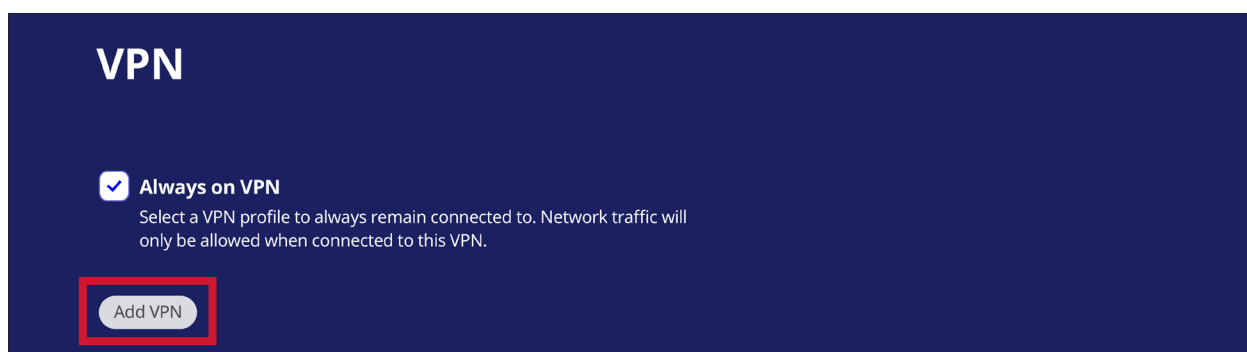 VPN
Always on VPN
Select a VPN profile to always remain connected to. Network traffic will
only be allowed when connected to this VPN.
Add VPN